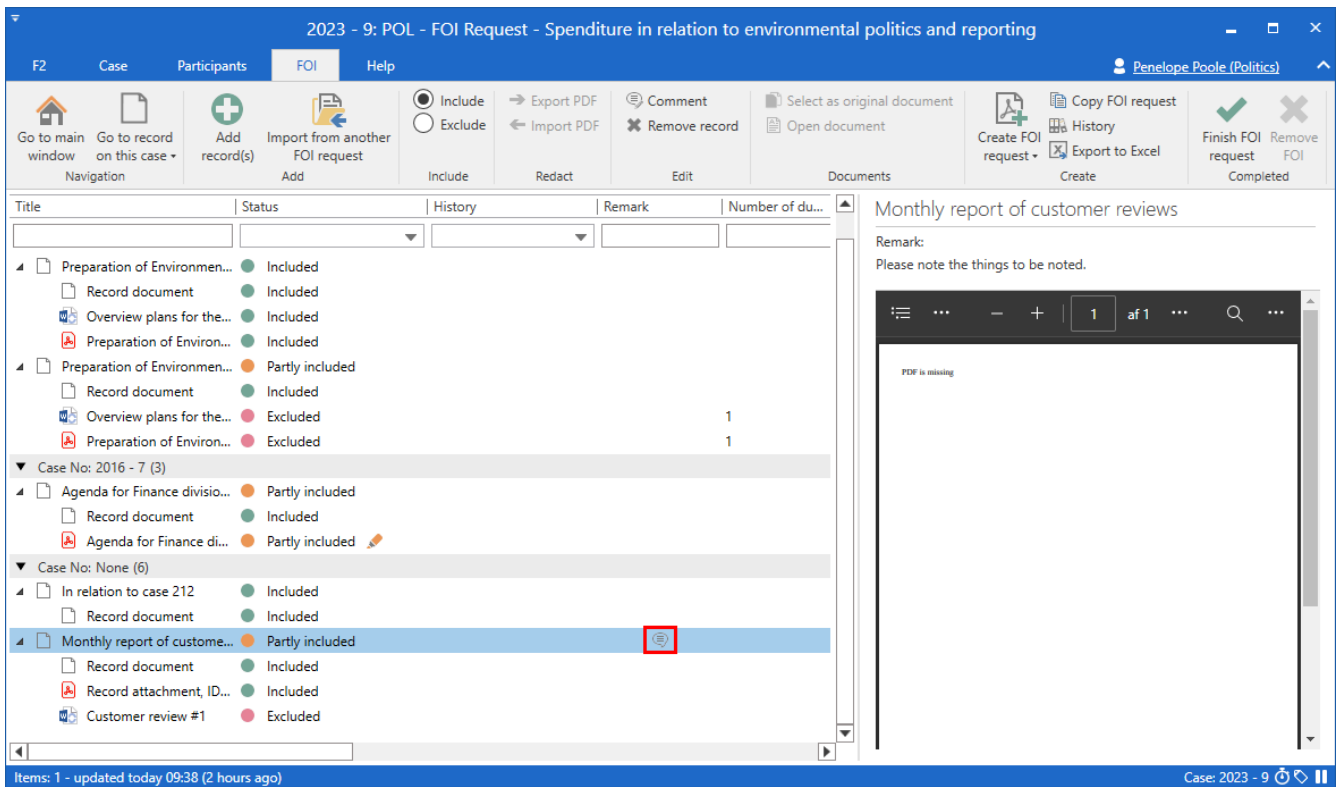 2023 - 9: POL - FOI Request - Spenditure in relation to environmental politics and reporting
F2 Case Participants FOI Help Penelope Poole (Politics)
Go to main window
Go to record on this case
Navigation
Add record(s)
Import from another FOI request
Add
Include
Exclude
Include
Export PDF
Import PDF
Redact
Comment
Remove record
Edit
Select as original document
Open document
Documents
Create FOI request
Copy FOI request
History
Export to Excel
Create
Finish FOI request
Remove FOI
Completed
Title Status History Remark Number of du...
Preparation of Environmen... Included
Record document Included
Overview plans for the... Included
Preparation of Environ... Included
Preparation of Environmen... Partly included
Record document Included
Overview plans for the... Excluded 1
Preparation of Environ... Excluded 1
Case No: 2016 - 7 (3)
Agenda for Finance divisio... Partly included
Record document Included
Agenda for Finance di... Partly included
Case No: None (6)
In relation to case 212 Included
Record document Included
Monthly report of custome... Partly included
Record document Included
Record attachment, ID... Included
Customer review #1 Excluded
Monthly report of customer reviews
Remark:
Please note the things to be noted.
1 af 1
PDF is missing
Items: 1 - updated today 09:38 (2 hours ago) Case: 2023 - 9